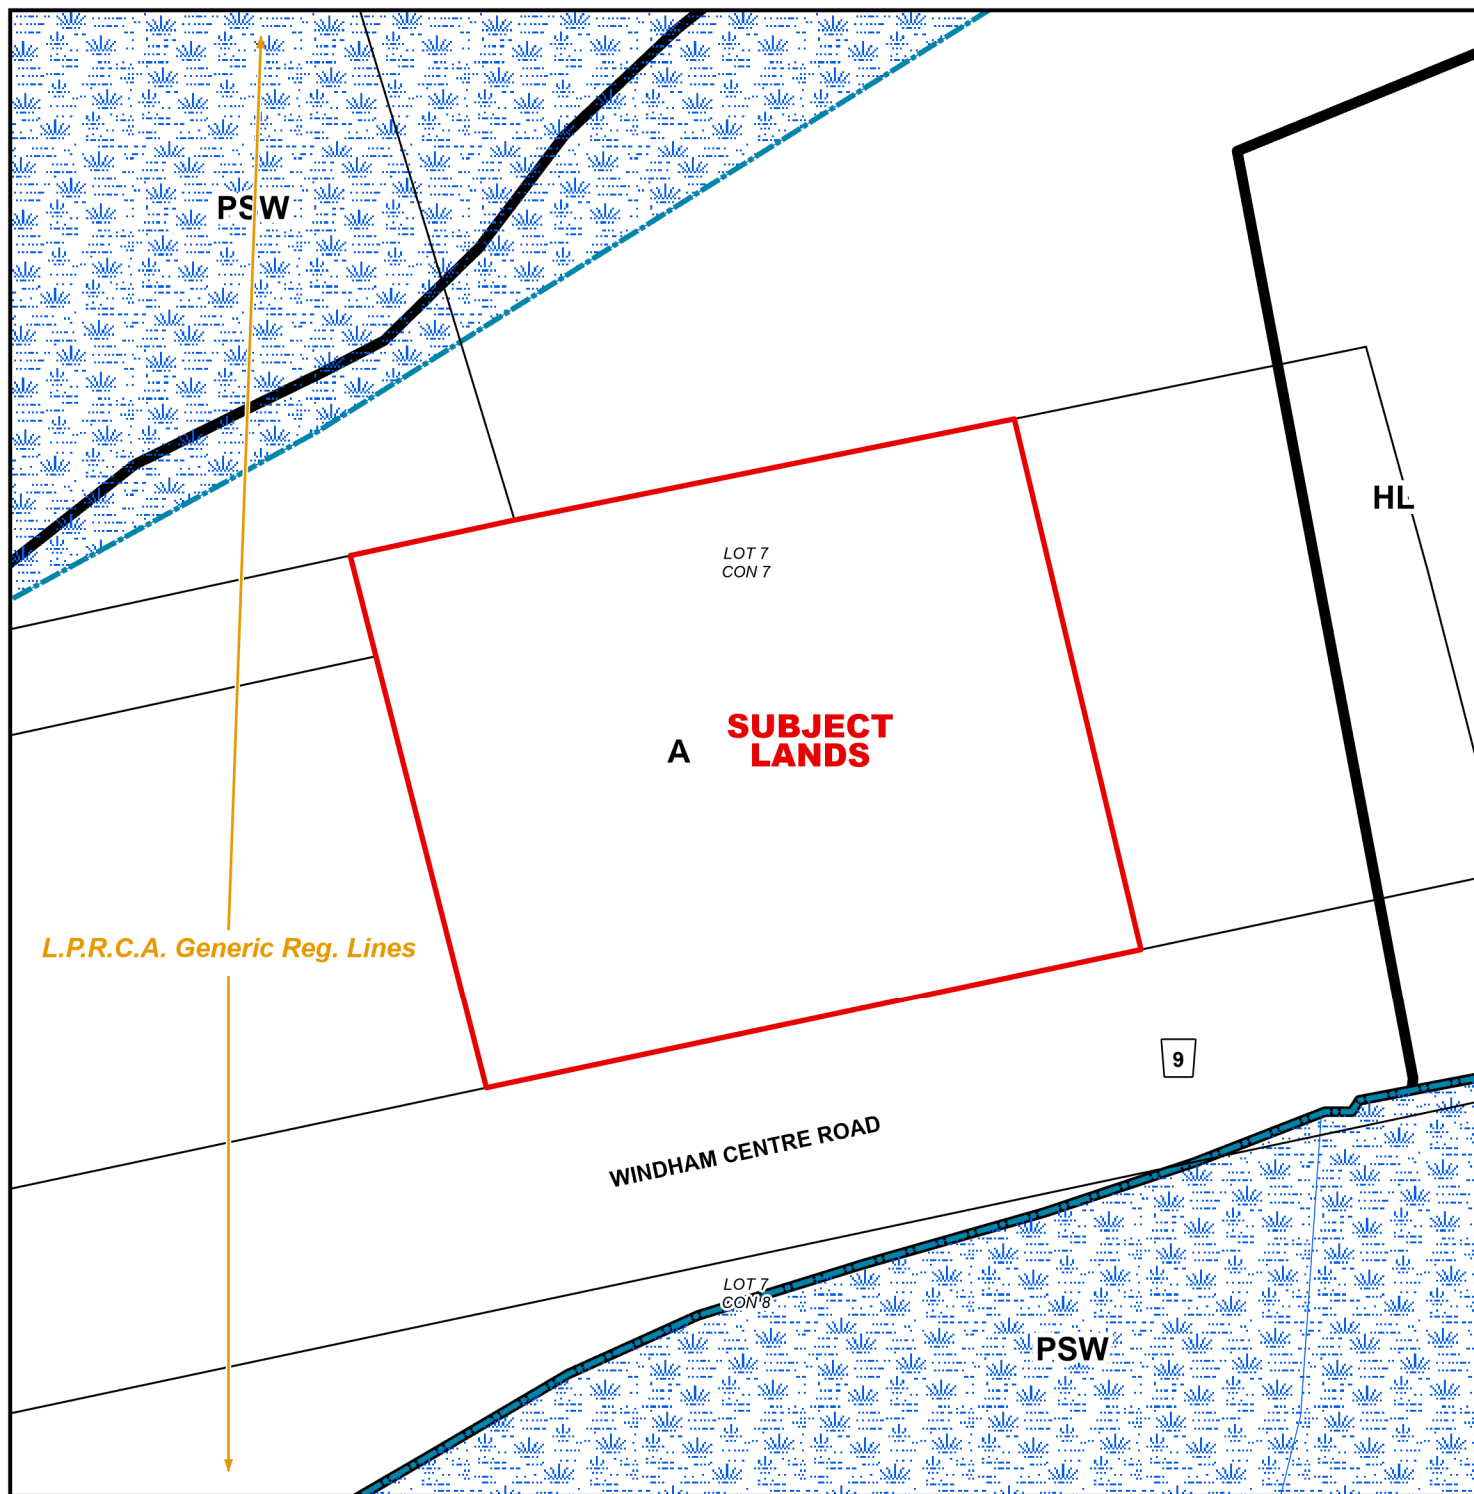 PSW
HL
LOT 7
CON 7
SUBJECT
LANDS
A
L.P.R.C.A. Generic Reg. Lines
9
WINDHAM CENTRE ROAD
LOT 7
CON 8
PSW